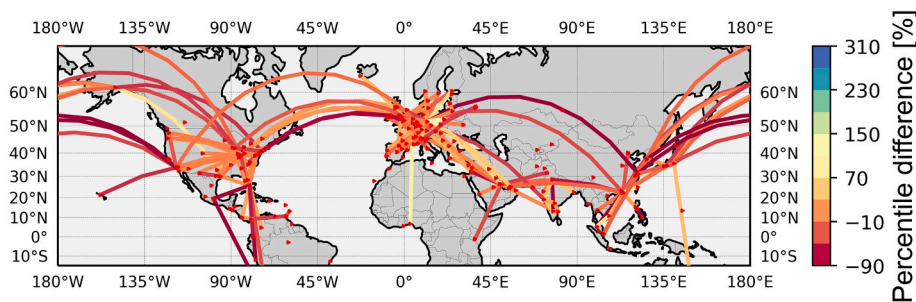 180°W 135°W 90°W 45°W 0° 45°E 90°E 135°E 180°E
60°N 60°N
50°N 50°N
40°N 40°N
30°N 30°N
20°N 20°N
10°N 10°N
0° 0°
10°S 10°S
180°W 135°W 90°W 45°W 0° 45°E 90°E 135°E 180°E
310
230
150
70
−10
−90
Percentile difference [%]